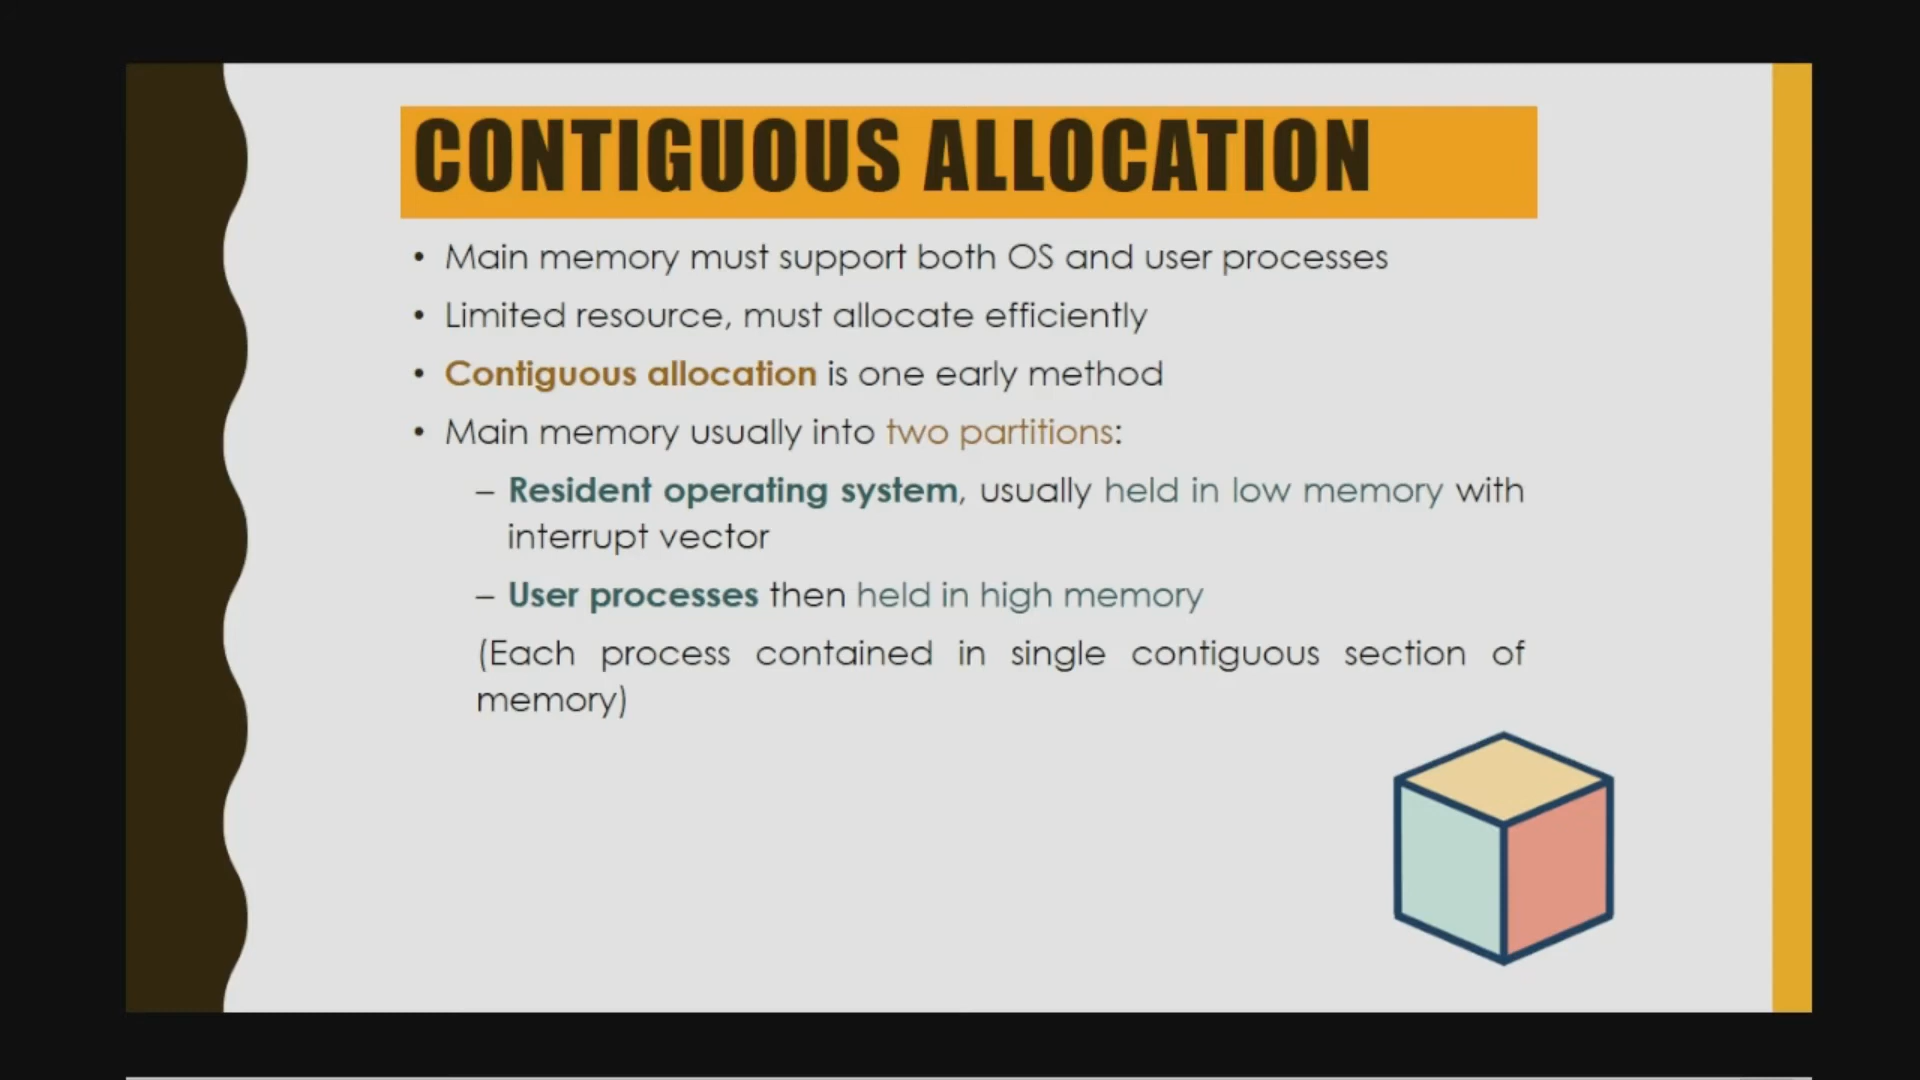 CONTIGUOUS ALLOCATION
• Main memory must support both OS and user processes
• Limited resource, must allocate efficiently
• Contiguous allocation is one early method
• Main memory usually into two partitions:
– Resident operating system, usually held in low memory with
interrupt vector
– User processes then held in high memory
(Each process contained in single contiguous section of
memory)